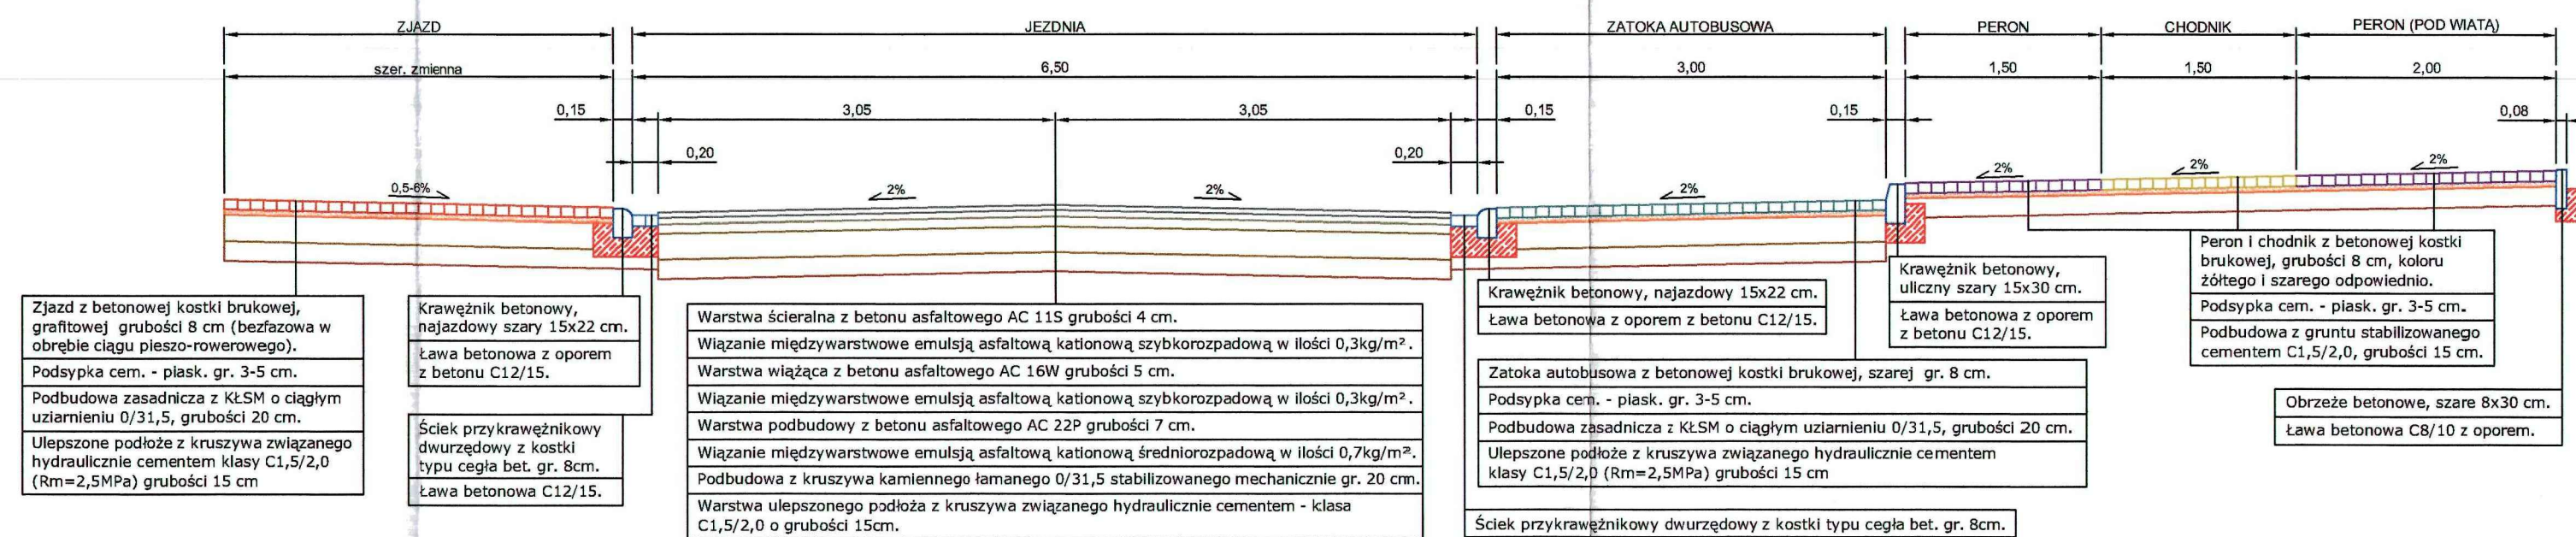 ZJAZD
JEZDNIA
ZATOKA AUTOBUSOWA
PERON
CHODNIK
PERON (POD WIATĄ)
szer. zmienna
6,50
3,00
1,50
1,50
2,00
0,15
3,05
3,05
0,15
0,15
0,08
0,20
0,20
0,5-6%
2%
2%
2%
2%
2%
2%
Zjazd z betonowej kostki brukowej,
grafitowej grubości 8 cm (bezfazowa w
obrębie ciągu pieszo-rowerowego).
Podsypka cem. - piask. gr. 3-5 cm.
Podbudowa zasadnicza z KŁSM o ciągłym
uziarnieniu 0/31,5, grubości 20 cm.
Ulepszone podłoże z kruszywa związanego
hydraulicznie cementem klasy C1,5/2,0
(Rm=2,5MPa) grubości 15 cm
Krawężnik betonowy,
najazdowy szary 15x22 cm.
Ława betonowa z oporem
z betonu C12/15.
Ściek przykrawężnikowy
dwurzędowy z kostki
typu cegła bet. gr. 8cm.
Ława betonowa C12/15.
Warstwa ścieralna z betonu asfaltowego AC 11S grubości 4 cm.
Wiązanie międzywarstwowe emulsją asfaltową kationową szybkorozpadową w ilości 0,3kg/m².
Warstwa wiążąca z betonu asfaltowego AC 16W grubości 5 cm.
Wiązanie międzywarstwowe emulsją asfaltową kationową szybkorozpadową w ilości 0,3kg/m².
Warstwa podbudowy z betonu asfaltowego AC 22P grubości 7 cm.
Wiązanie międzywarstwowe emulsją asfaltową kationową średniorozpadową w ilości 0,7kg/m².
Podbudowa z kruszywa kamiennego łamanego 0/31,5 stabilizowanego mechanicznie gr. 20 cm.
Warstwa ulepszonego podłoża z kruszywa związanego hydraulicznie cementem - klasa
C1,5/2,0 o grubości 15cm.
Krawężnik betonowy, najazdowy 15x22 cm.
Ława betonowa z oporem z betonu C12/15.
Zatoka autobusowa z betonowej kostki brukowej, szarej gr. 8 cm.
Podsypka cem. - piask. gr. 3-5 cm.
Podbudowa zasadnicza z KŁSM o ciągłym uziarnieniu 0/31,5, grubości 20 cm.
Ulepszone podłoże z kruszywa związanego hydraulicznie cementem
klasy C1,5/2,0 (Rm=2,5MPa) grubości 15 cm
Ściek przykrawężnikowy dwurzędowy z kostki typu cegła bet. gr. 8cm.
Krawężnik betonowy,
uliczny szary 15x30 cm.
Ława betonowa z oporem
z betonu C12/15.
Peron i chodnik z betonowej kostki
brukowej, grubości 8 cm, koloru
żółtego i szarego odpowiednio.
Podsypka cem. - piask. gr. 3-5 cm.
Podbudowa z gruntu stabilizowanego
cementem C1,5/2,0, grubości 15 cm.
Obrzeże betonowe, szare 8x30 cm.
Ława betonowa C8/10 z oporem.